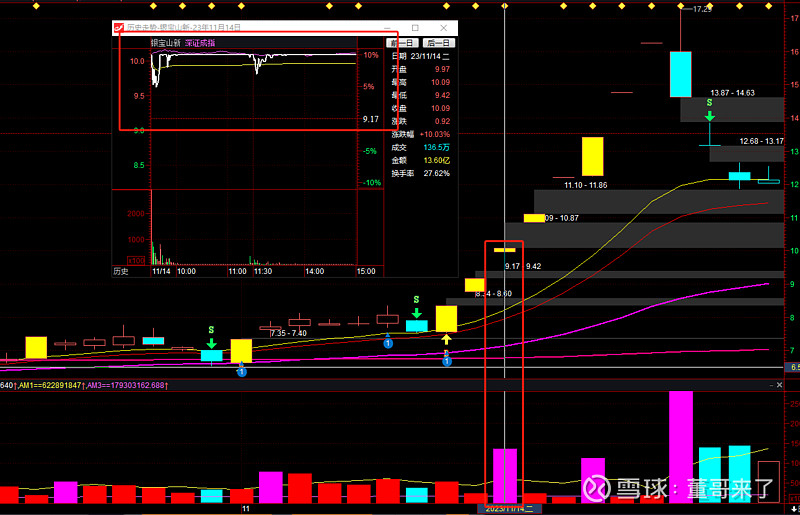 17.29
历史走势-银宝山新-23年11月14日
银宝山新 深证成指
前一日 后一日
日期 23/11/14 二
开盘 9.97
最高 10.09
最低 9.42
收盘 10.09
涨跌 0.92
涨跌幅 +10.03%
成交 136.5万
金额 13.60亿
换手率 27.62%
10.0
9.5
9.0
8.5
10%
5%
9.17
-5%
-10%
2000
1000
x100
历史 11/14 10:00 11:00 11:30 14:00 15:00
13.87 - 14.63
S
12.68 - 13.17
11.10 - 11.86
09 - 10.87
9.17 9.42
8.60
7.35 - 7.40
S
S
1
1
1
17
16
15
14
13
12
11
10
9
8
7
6.5
640↑,AM1==622891847↑,AM3==179303162.688↑
11
2023/11/14 二
雪球：董哥来了